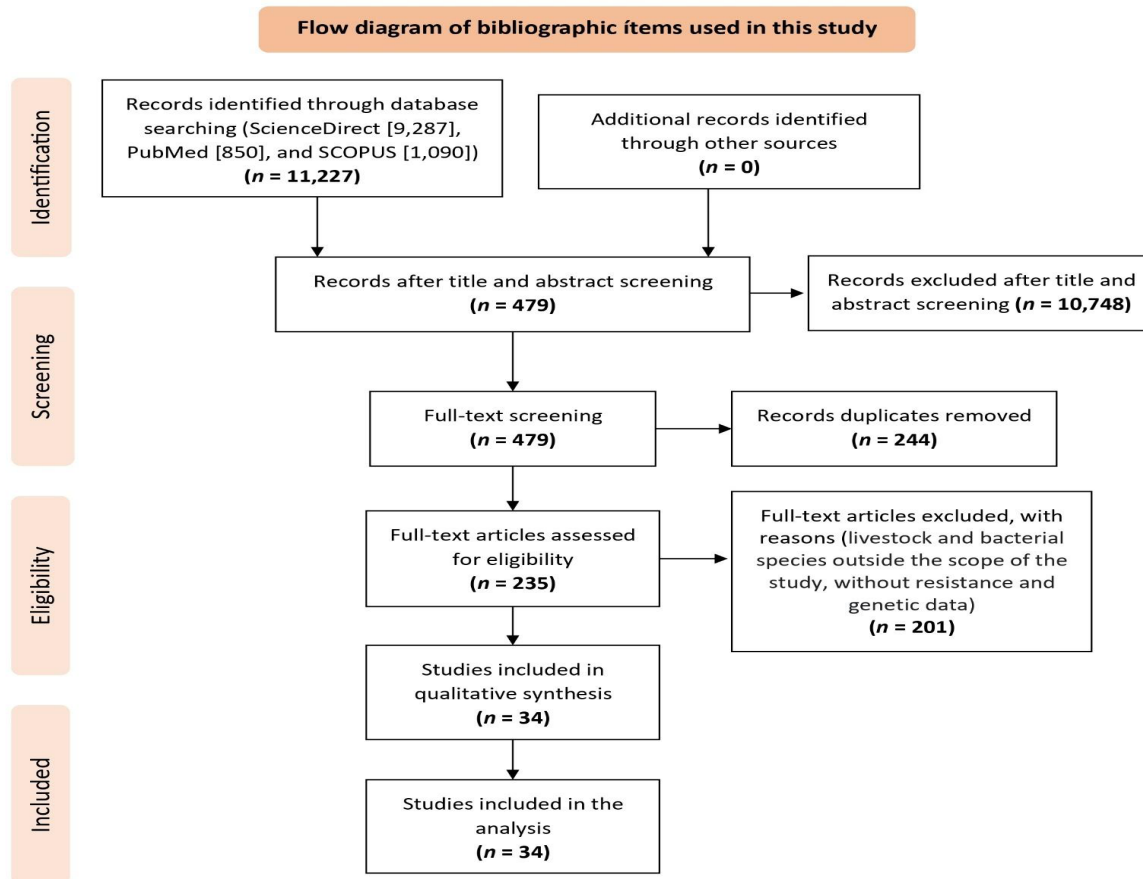 Flow diagram of bibliographic ítems used in this study
Identification
Records identified through database
searching (ScienceDirect [9,287],
PubMed [850], and SCOPUS [1,090])
(n = 11,227)
Additional records identified
through other sources
(n = 0)
Screening
Records after title and abstract screening
(n = 479)
Records excluded after title and
abstract screening (n = 10,748)
Full-text screening
(n = 479)
Records duplicates removed
(n = 244)
Eligibility
Full-text articles assessed
for eligibility
(n = 235)
Full-text articles excluded, with
reasons (livestock and bacterial
species outside the scope of the
study, without resistance and
genetic data)
(n = 201)
Studies included in
qualitative synthesis
(n = 34)
Included
Studies included in the
analysis
(n = 34)